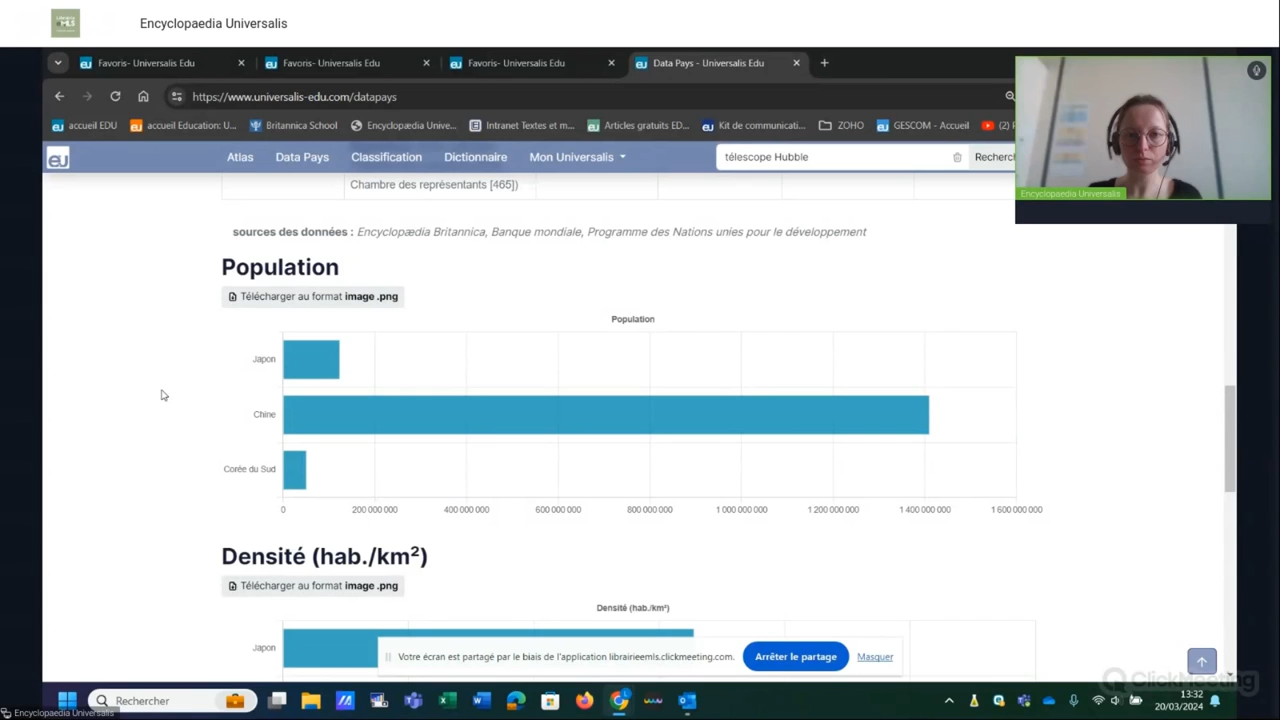 Encyclopaedia Universalis
Favoris- Universalis Edu
Favoris- Universalis Edu
Favoris- Universalis Edu
Data Pays - Universalis Edu
https://www.universalis-edu.com/datapays
accueil EDU
accueil Education: U...
Britannica School
Encyclopædia Unive...
Intranet Textes et m...
Articles gratuits ED...
Kit de communicati...
ZOHO
GESCOM - Accueil
eu
Atlas
Data Pays
Classification
Dictionnaire
Mon Universalis
télescope Hubble
Recherc
Encyclopaedia Universalis
Chambre des représentants [465])
sources des données : Encyclopædia Britannica, Banque mondiale, Programme des Nations unies pour le développement
Population
Télécharger au format image .png
Population
Japon
Chine
Corée du Sud
0 200 000 000 400 000 000 600 000 000 800 000 000 1 000 000 000 1 200 000 000 1 400 000 000 1 600 000 000
Densité (hab./km²)
Télécharger au format image .png
Densité (hab./km²)
Japon
Votre écran est partagé par le biais de l'application librairieemls.clickmeeting.com.
Arrêter le partage
Masquer
ClickMeeting
Rechercher
13:32
20/03/2024
Encyclopaedia Universalis